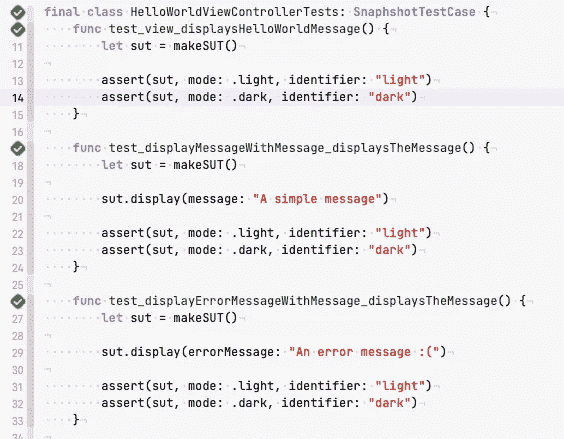 final class HelloWorldViewControllerTests: SnaphshotTestCase {
func test_view_displaysHelloWorldMessage() {
11 let sut = makeSUT()
12
13 assert(sut, mode: .light, identifier: "light")
14 assert(sut, mode: .dark, identifier: "dark")
15 }
16
func test_displayMessageWithMessage_displaysTheMessage() {
18 let sut = makeSUT()
19
20 sut.display(message: "A simple message")
21
22 assert(sut, mode: .light, identifier: "light")
23 assert(sut, mode: .dark, identifier: "dark")
24 }
25
func test_displayErrorMessageWithMessage_displaysTheMessage() {
27 let sut = makeSUT()
28
29 sut.display(errorMessage: "An error message :(")
30
31 assert(sut, mode: .light, identifier: "light")
32 assert(sut, mode: .dark, identifier: "dark")
33 }
34